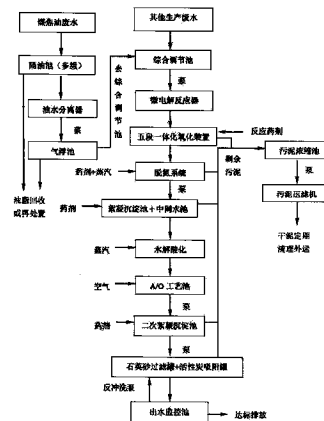 煤焦油废水
其他生产废水
隔油池(多级)
油水分离器
泵
气浮池
去综合调节池
油脂回收
或再处置
综合调节池
泵
微电解反应器
五段一体化氧化装置
反应药剂
药剂+蒸汽
脱氮系统
泵
剩余
污泥
污泥浓缩池
泵
污泥压滤机
干泥定期
清理外运
药剂
絮凝沉淀池+中间水池
蒸汽
水解酸化
空气
A/O工艺池
泵
药剂
二次絮凝沉淀池
泵
石英砂过滤罐+活性炭吸附罐
反冲洗泵
出水监控池
达标排放